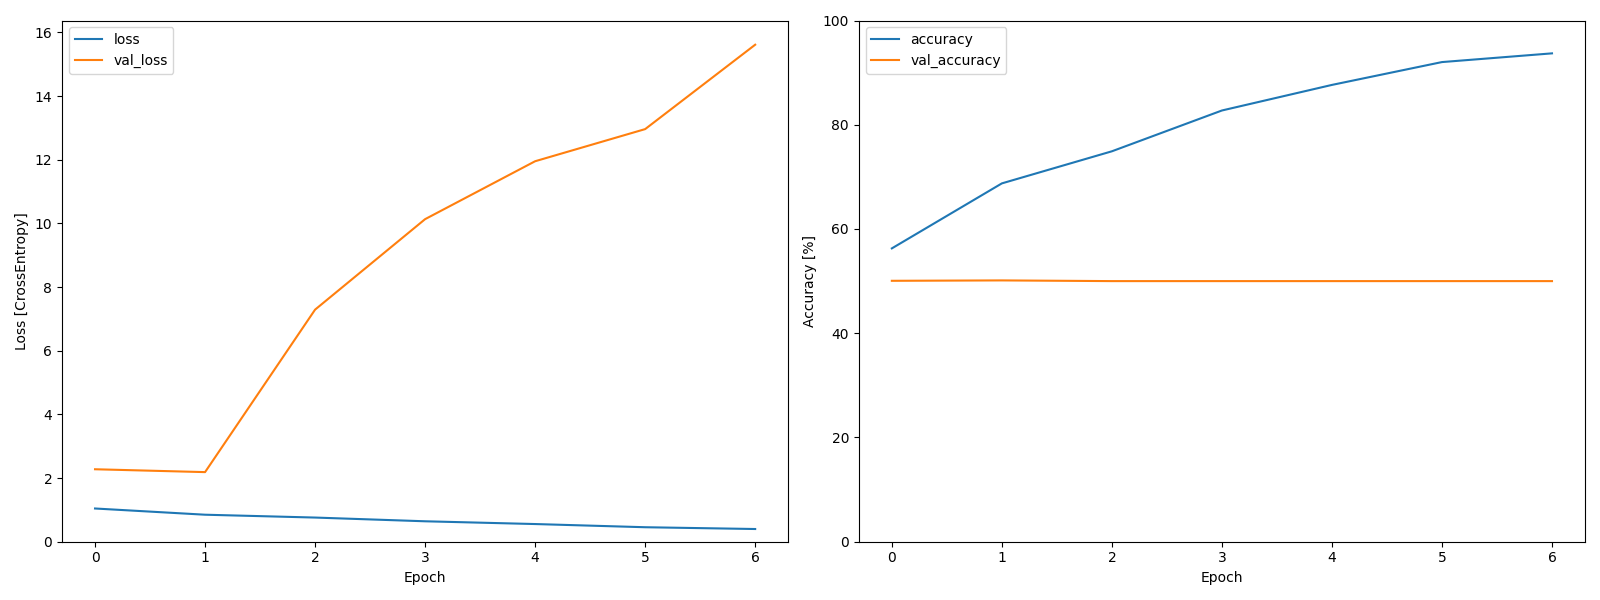 loss
val_loss
16
14
12
10
8
6
4
2
0
Loss [CrossEntropy]
0 1 2 3 4 5 6
Epoch
accuracy
val_accuracy
100
80
60
40
20
0
Accuracy [%]
0 1 2 3 4 5 6
Epoch